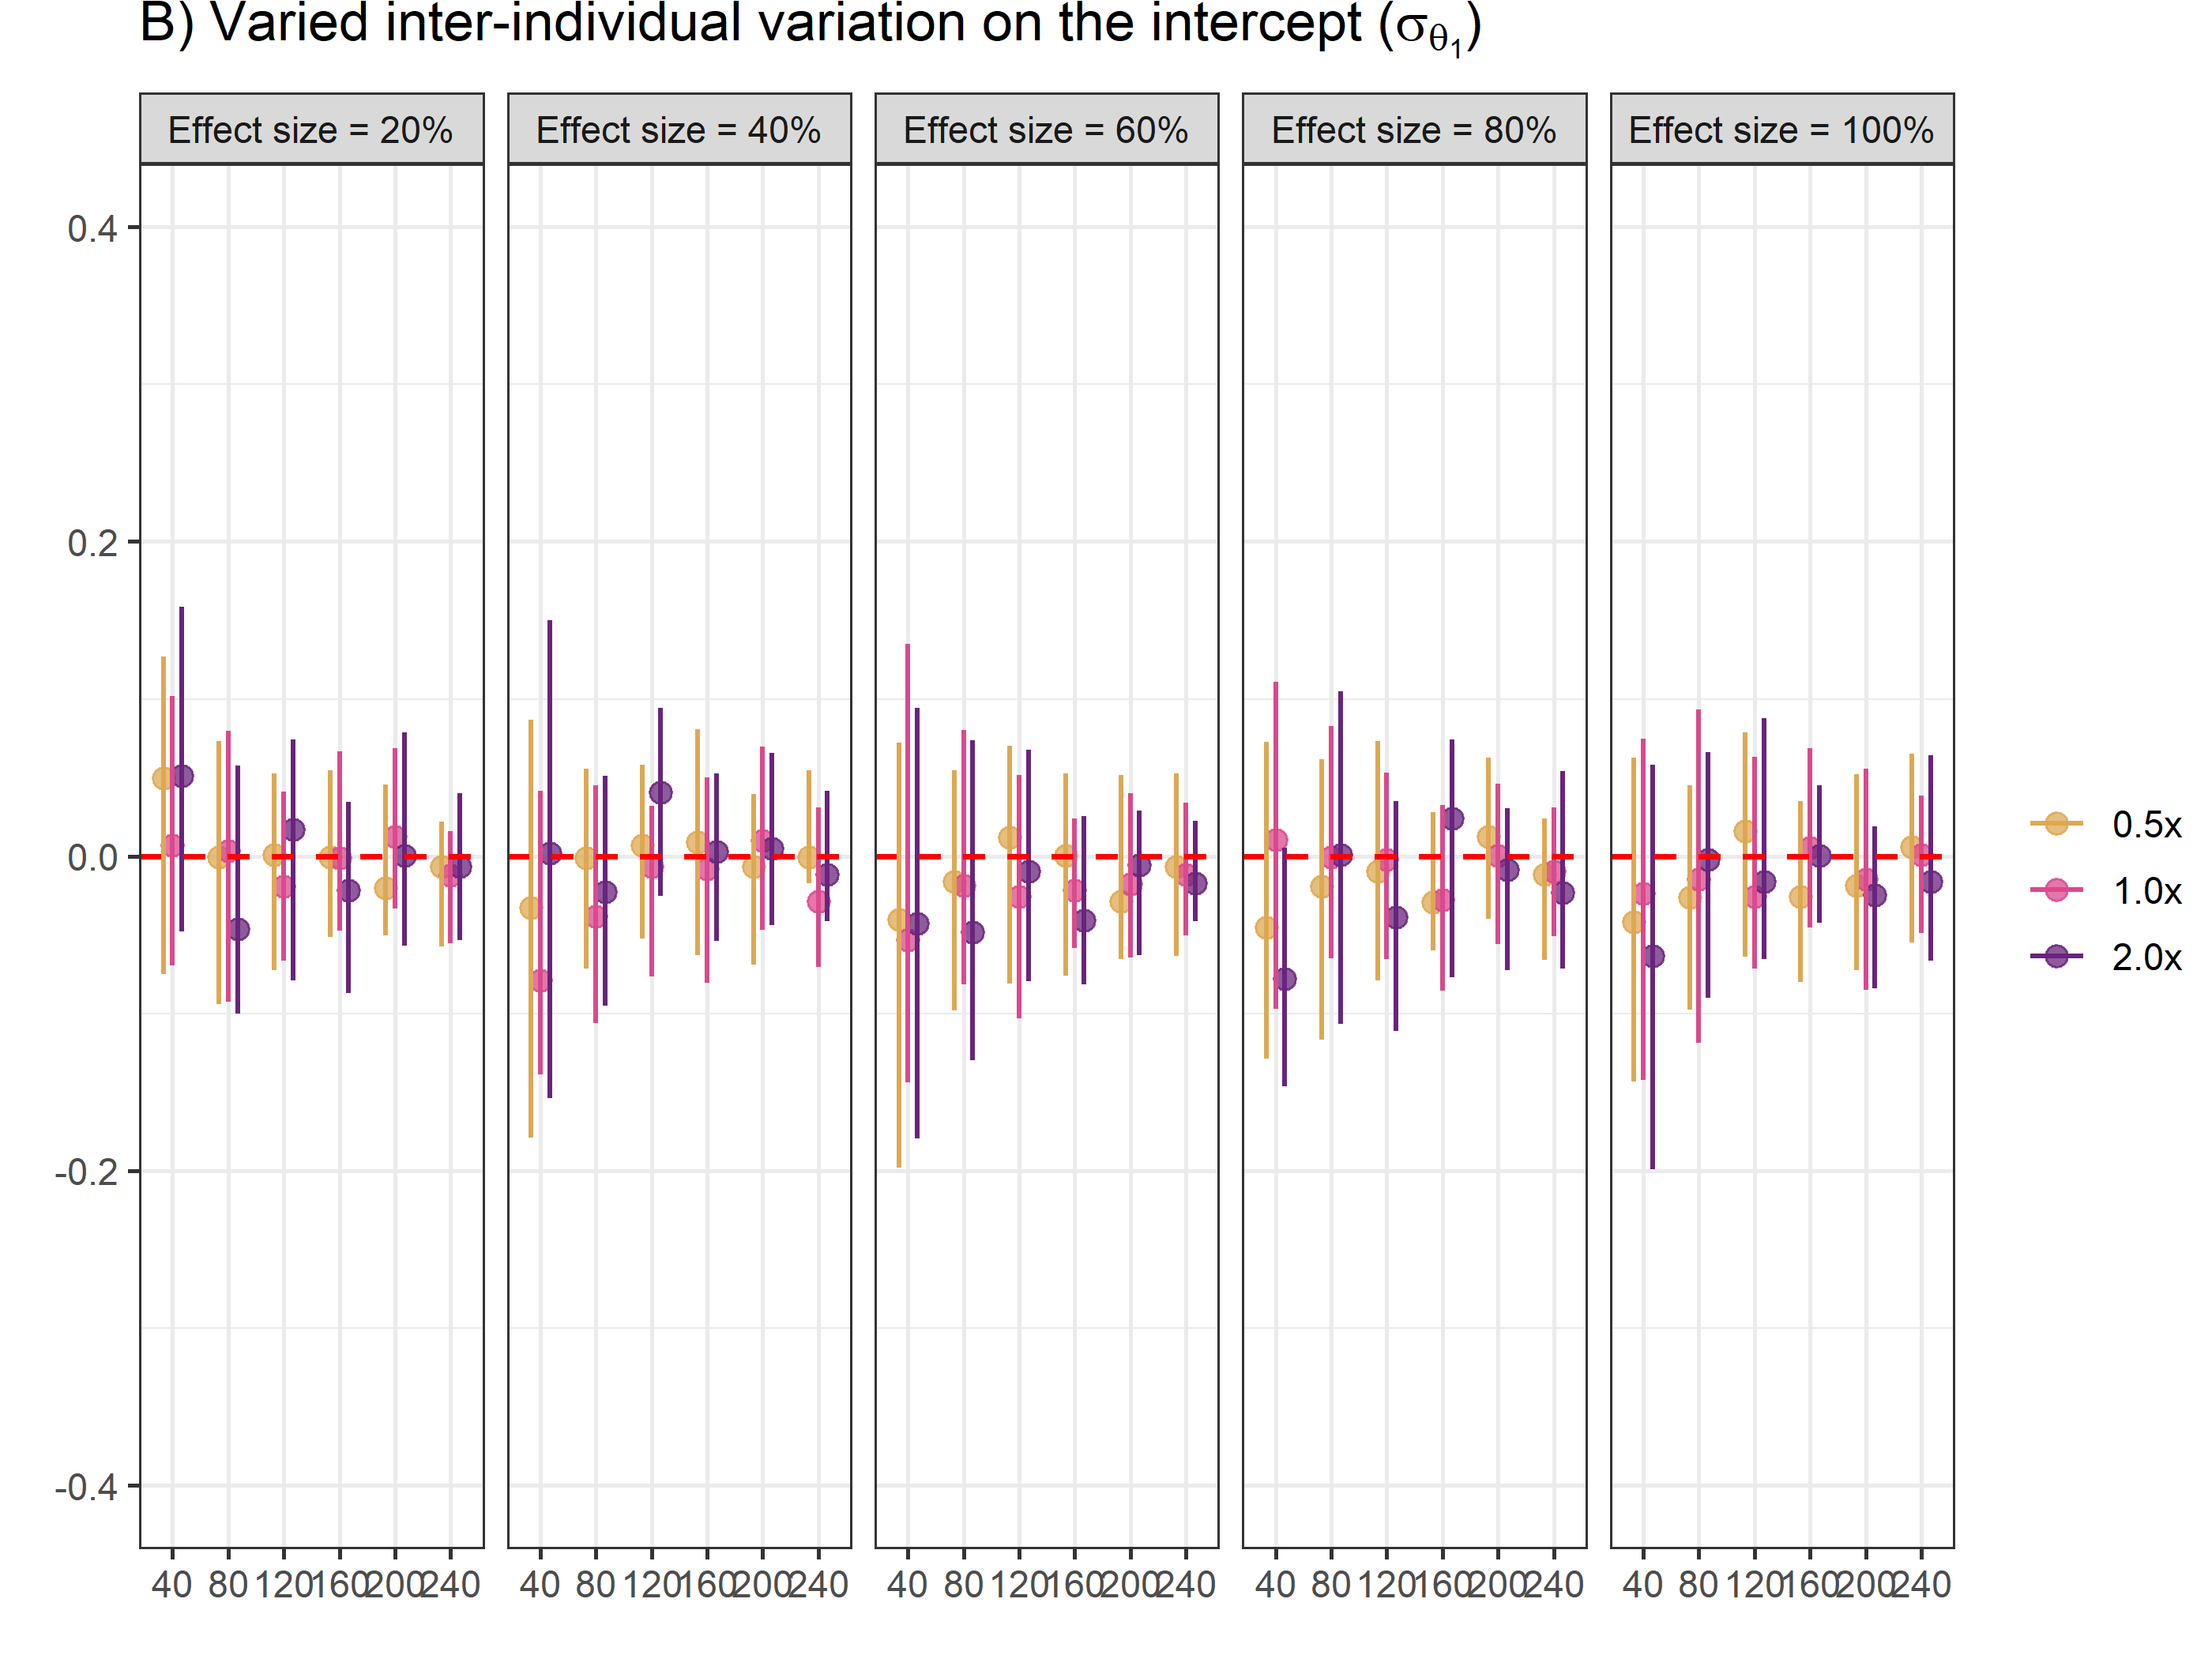 B) Varied inter-individual variation on the intercept (σθ1)
Effect size = 20% Effect size = 40% Effect size = 60% Effect size = 80% Effect size = 100%
0.4
0.2
0.0
-0.2
-0.4
0.5x
1.0x
2.0x
40 80 120 160 200 240 40 80 120 160 200 240 40 80 120 160 200 240 40 80 120 160 200 240 40 80 120 160 200 240